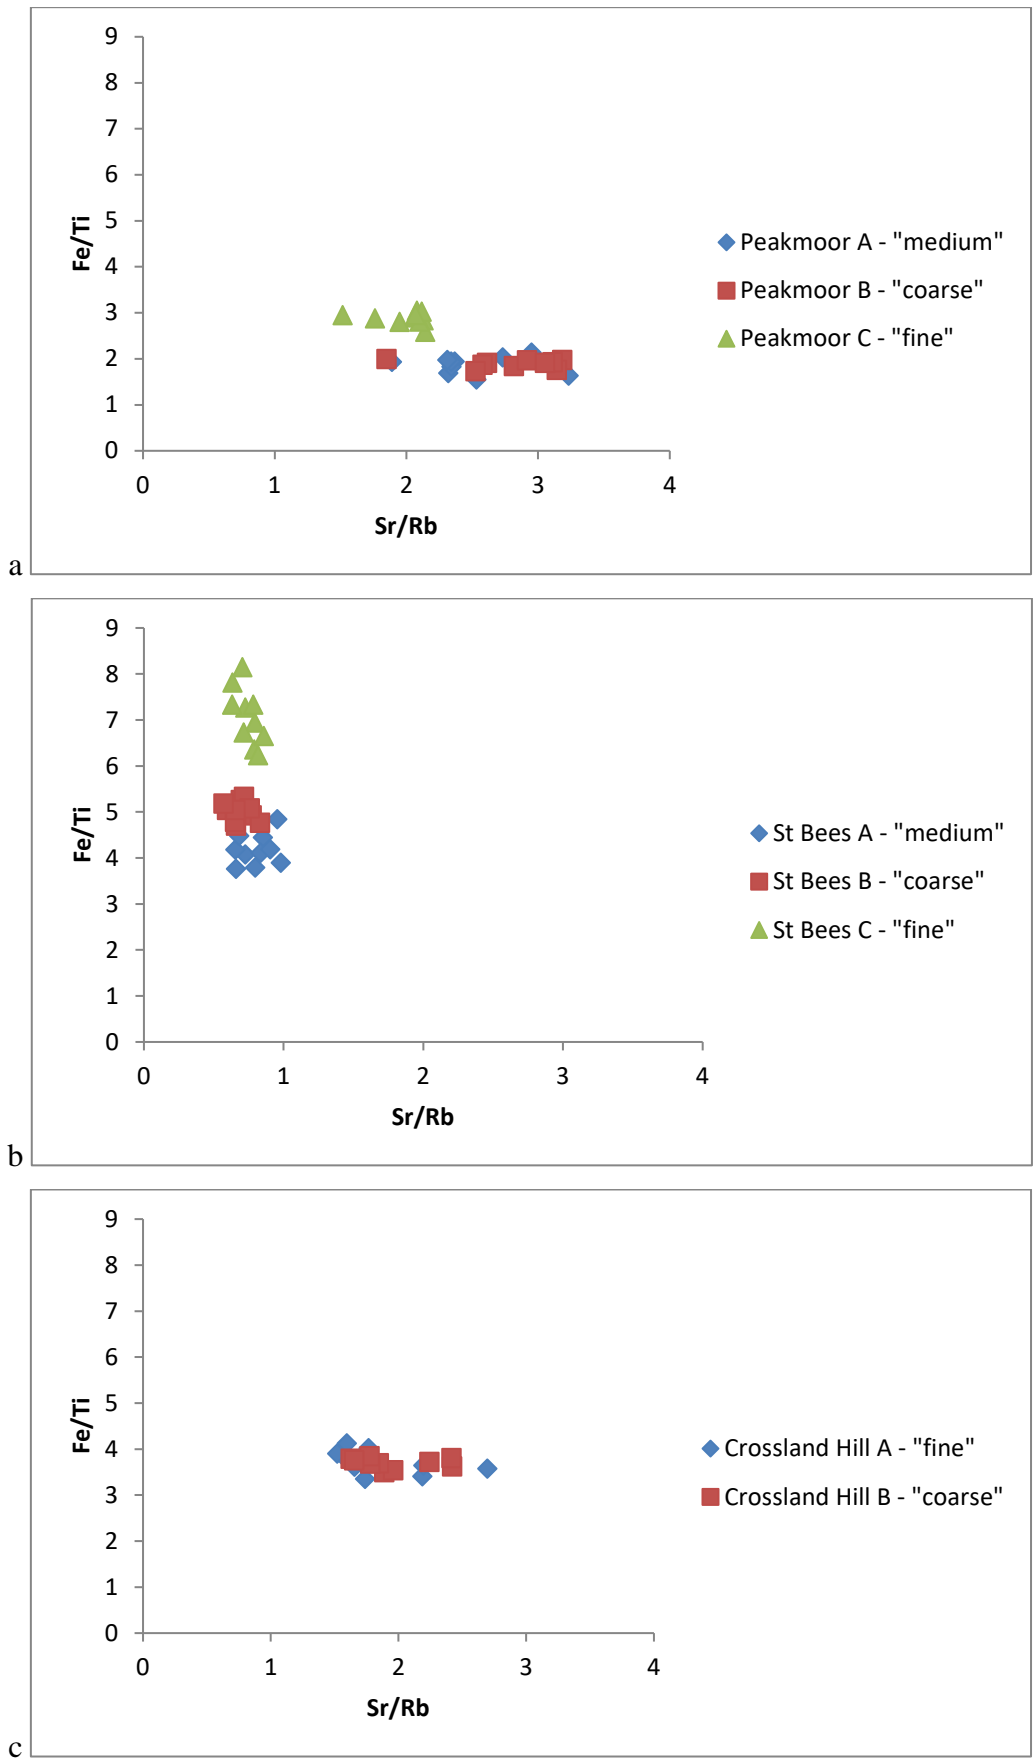 9
8
7
6
5
4
3
2
1
0
Fe/Ti
0 1 2 3 4
Sr/Rb
Peakmoor A - "medium"
Peakmoor B - "coarse"
Peakmoor C - "fine"
a
9
8
7
6
5
4
3
2
1
0
Fe/Ti
0 1 2 3 4
Sr/Rb
St Bees A - "medium"
St Bees B - "coarse"
St Bees C - "fine"
b
9
8
7
6
5
4
3
2
1
0
Fe/Ti
0 1 2 3 4
Sr/Rb
Crossland Hill A - "fine"
Crossland Hill B - "coarse"
c